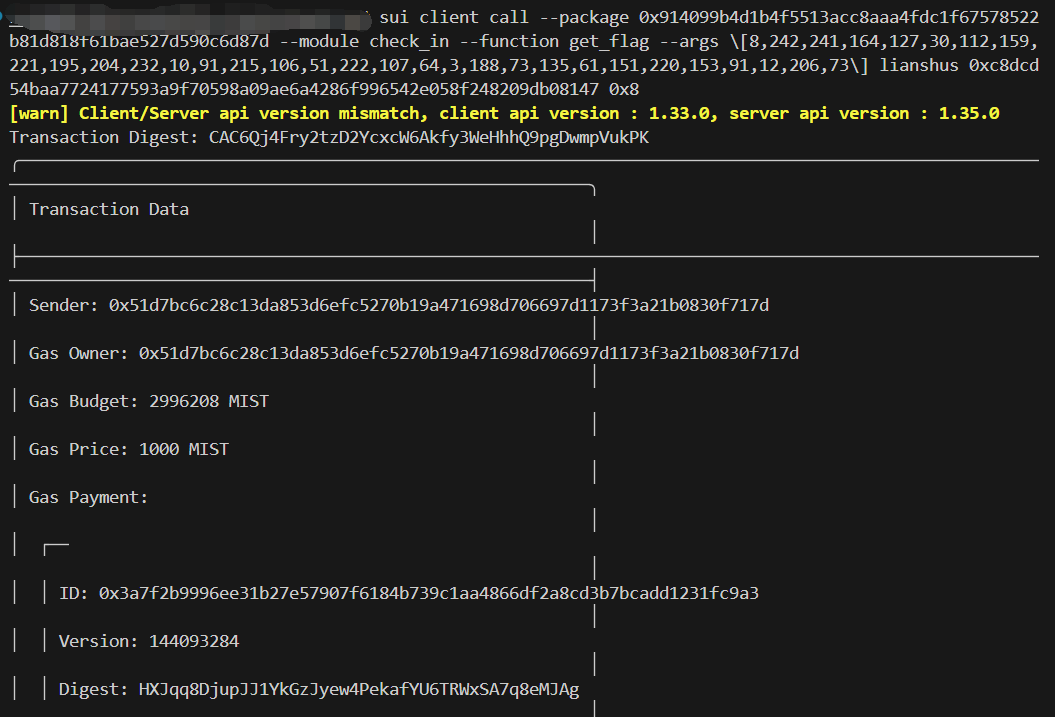 sui client call --package 0x914099b4d1b4f5513acc8aaa4fdc1f67578522
b81d818f61bae527d590c6d87d --module check_in --function get_flag --args \[8,242,241,164,127,30,112,159,
221,195,204,232,10,91,215,106,51,222,107,64,3,188,73,135,61,151,220,153,91,12,206,73\] lianshus 0xc8dcd
54baa7724177593a9f70598a09ae6a4286f996542e058f248209db08147 0x8
[warn] Client/Server api version mismatch, client api version : 1.33.0, server api version : 1.35.0
Transaction Digest: CAC6Qj4Fry2tzD2YcxcW6Akfy3WeHhhQ9pgDwmpVukPK
Transaction Data
Sender: 0x51d7bc6c28c13da853d6efc5270b19a471698d706697d1173f3a21b0830f717d
Gas Owner: 0x51d7bc6c28c13da853d6efc5270b19a471698d706697d1173f3a21b0830f717d
Gas Budget: 2996208 MIST
Gas Price: 1000 MIST
Gas Payment:
ID: 0x3a7f2b9996ee31b27e57907f6184b739c1aa4866df2a8cd3b7bcadd1231fc9a3
Version: 144093284
Digest: HXJqq8DjupJJ1YkGzJyew4PekafYU6TRWxSA7q8eMJAg